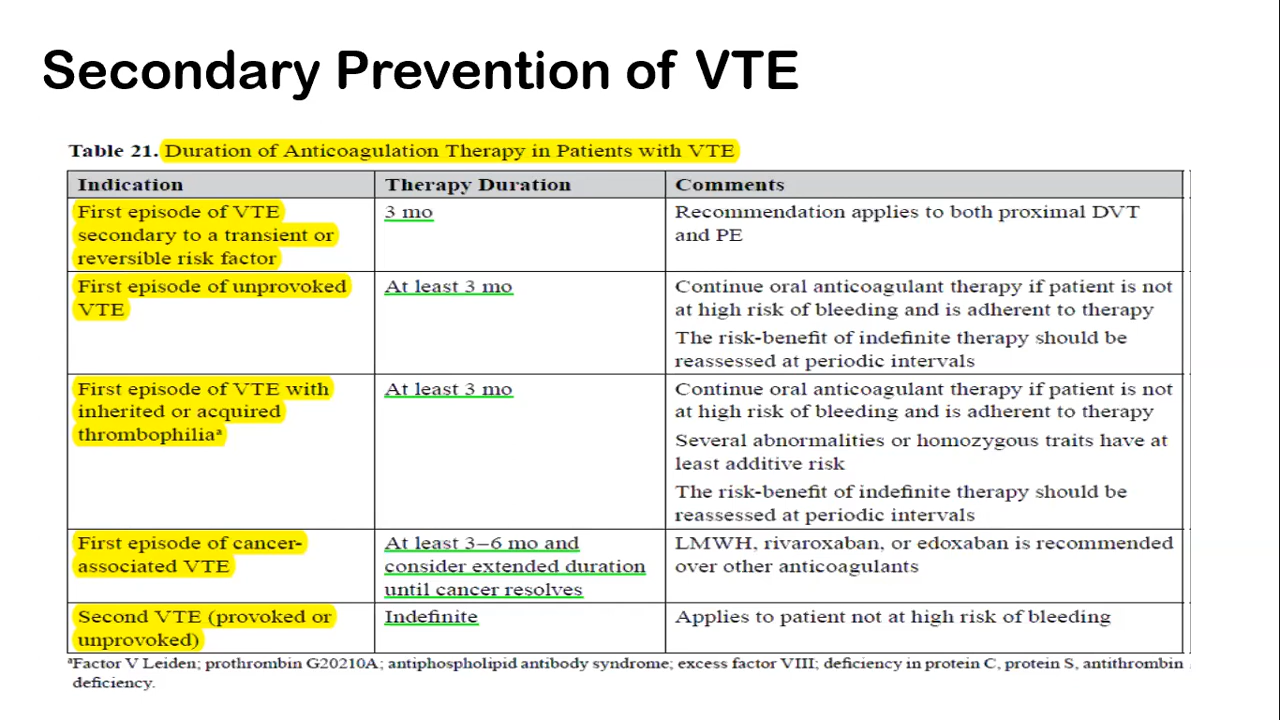 Secondary Prevention of VTE
Table 21. Duration of Anticoagulation Therapy in Patients with VTE
Indication
Therapy Duration
Comments
First episode of VTE
secondary to a transient or
reversible risk factor
3 mo
Recommendation applies to both proximal DVT
and PE
First episode of unprovoked
VTE
At least 3 mo
Continue oral anticoagulant therapy if patient is not
at high risk of bleeding and is adherent to therapy
The risk-benefit of indefinite therapy should be
reassessed at periodic intervals
First episode of VTE with
inherited or acquired
thrombophiliaᵃ
At least 3 mo
Continue oral anticoagulant therapy if patient is not
at high risk of bleeding and is adherent to therapy
Several abnormalities or homozygous traits have at
least additive risk
The risk-benefit of indefinite therapy should be
reassessed at periodic intervals
First episode of cancer-
associated VTE
At least 3–6 mo and
consider extended duration
until cancer resolves
LMWH, rivaroxaban, or edoxaban is recommended
over other anticoagulants
Second VTE (provoked or
unprovoked)
Indefinite
Applies to patient not at high risk of bleeding
ᵃFactor V Leiden; prothrombin G20210A; antiphospholipid antibody syndrome; excess factor VIII; deficiency in protein C, protein S, antithrombin
deficiency.